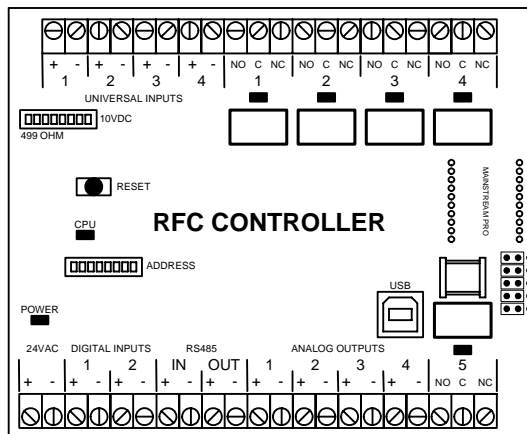 + - + - + - + - NO C NC NO C NC NO C NC NO C NC
1 2 3 4 1 2 3 4
UNIVERSAL INPUTS
10VDC
499 OHM
MAINSTREAM PRO
RESET
CPU
RFC CONTROLLER
ADDRESS
USB
POWER
24VAC DIGITAL INPUTS RS485 ANALOG OUTPUTS
1 2 IN OUT 1 2 3 4 5
+ - + - + - + - + - + - + - + - + - NO C NC